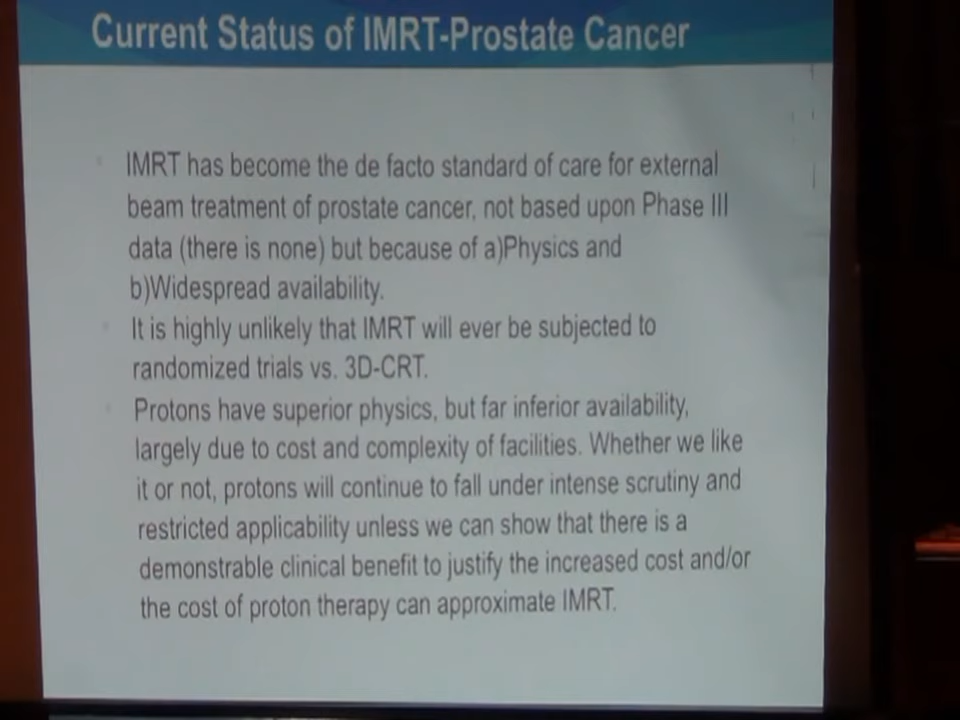 Current Status of IMRT-Prostate Cancer
IMRT has become the de facto standard of care for external
beam treatment of prostate cancer, not based upon Phase III
data (there is none) but because of a)Physics and
b)Widespread availability.
It is highly unlikely that IMRT will ever be subjected to
randomized trials vs. 3D-CRT.
Protons have superior physics, but far inferior availability,
largely due to cost and complexity of facilities. Whether we like
it or not, protons will continue to fall under intense scrutiny and
restricted applicability unless we can show that there is a
demonstrable clinical benefit to justify the increased cost and/or
the cost of proton therapy can approximate IMRT.